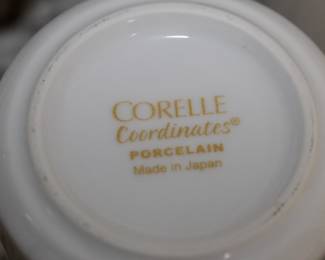 CORELLE
Coordinates®
PORCELAIN
Made in Japan